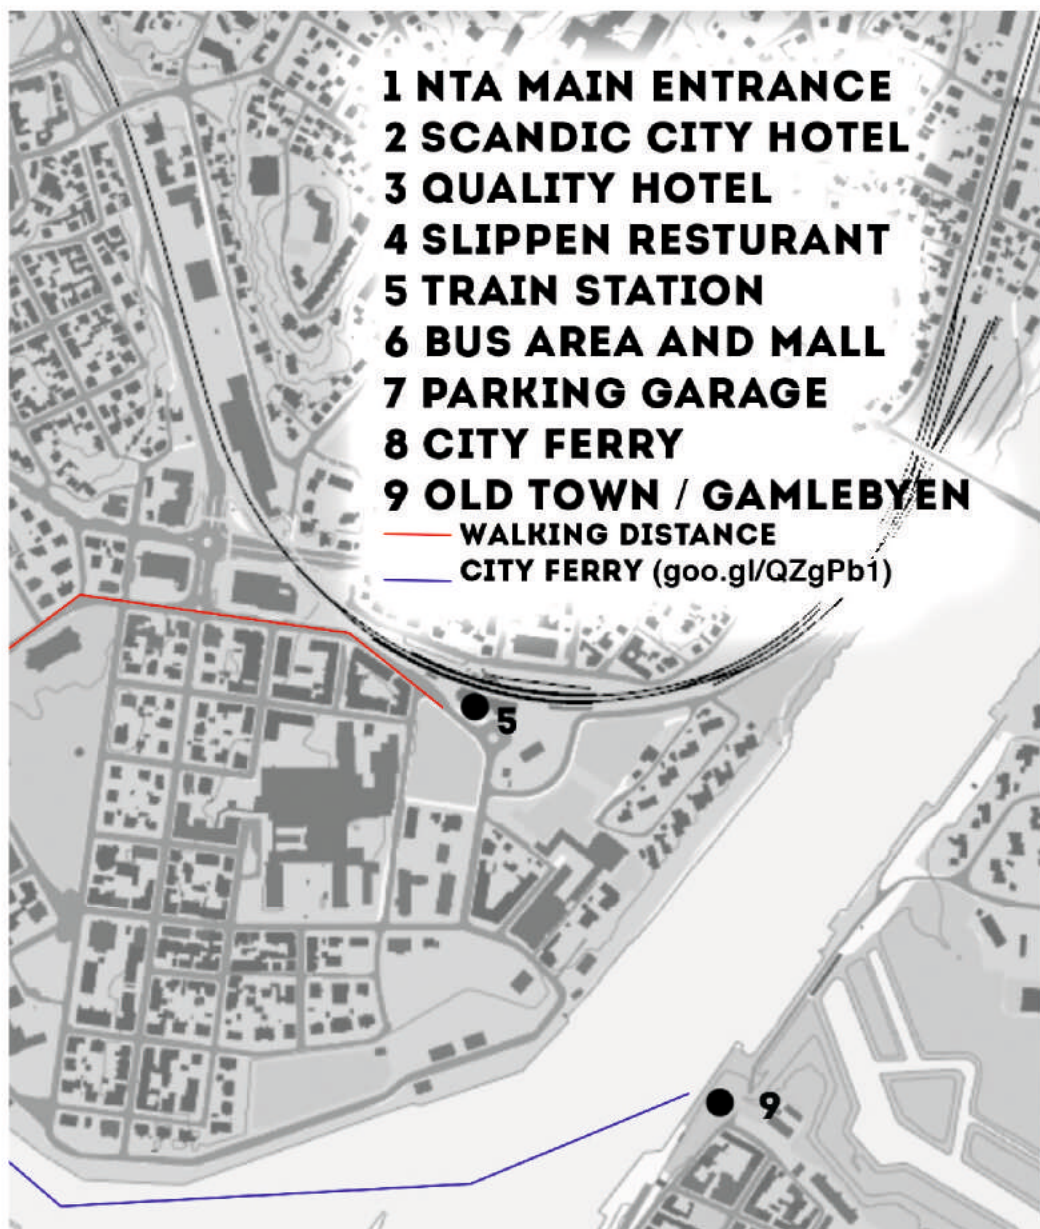 1 NTA MAIN ENTRANCE
2 SCANDIC CITY HOTEL
3 QUALITY HOTEL
4 SLIPPEN RESTURANT
5 TRAIN STATION
6 BUS AREA AND MALL
7 PARKING GARAGE
8 CITY FERRY
9 OLD TOWN / GAMLEBYEN
WALKING DISTANCE
CITY FERRY (goo.gl/QZgPb1)
5
9